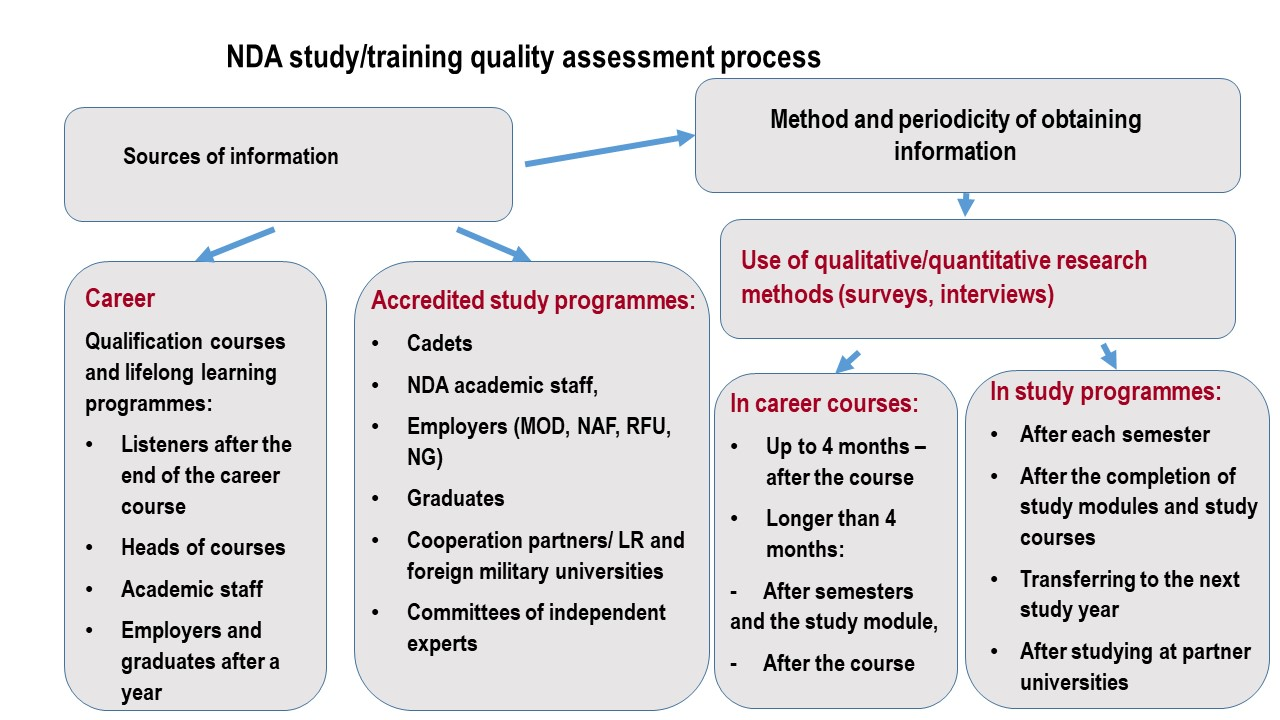 NDA study/training quality assessment process
Sources of information
Method and periodicity of obtaining
information
Career
Qualification courses
and lifelong learning
programmes:
• Listeners after the
end of the career
course
• Heads of courses
• Academic staff
• Employers and
graduates after a
year
Accredited study programmes:
• Cadets
• NDA academic staff,
• Employers (MOD, NAF, RFU,
NG)
• Graduates
• Cooperation partners/ LR and
foreign military universities
• Committees of independent
experts
Use of qualitative/quantitative research
methods (surveys, interviews)
In career courses:
• Up to 4 months –
after the course
• Longer than 4
months:
- After semesters
and the study module,
- After the course
In study programmes:
• After each semester
• After the completion of
study modules and study
courses
• Transferring to the next
study year
• After studying at partner
universities